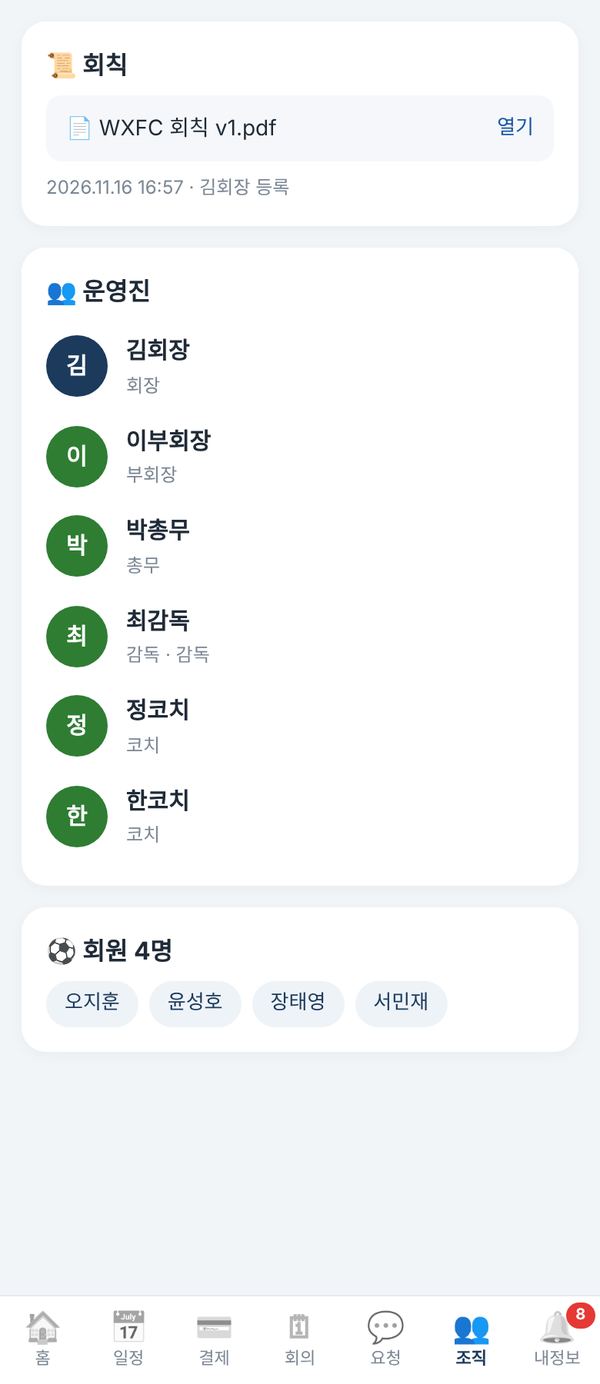 회칙
WXFC 회칙 v1.pdf
열기
2026.11.16 16:57 · 김회장 등록
운영진
김
김회장
회장
이
이부회장
부회장
박
박총무
총무
최
최감독
감독 · 감독
정
정코치
코치
한
한코치
코치
회원 4명
오지훈 윤성호 장태영 서민재
July
17
8
홈 일정 결제 회의 요청 조직 내정보